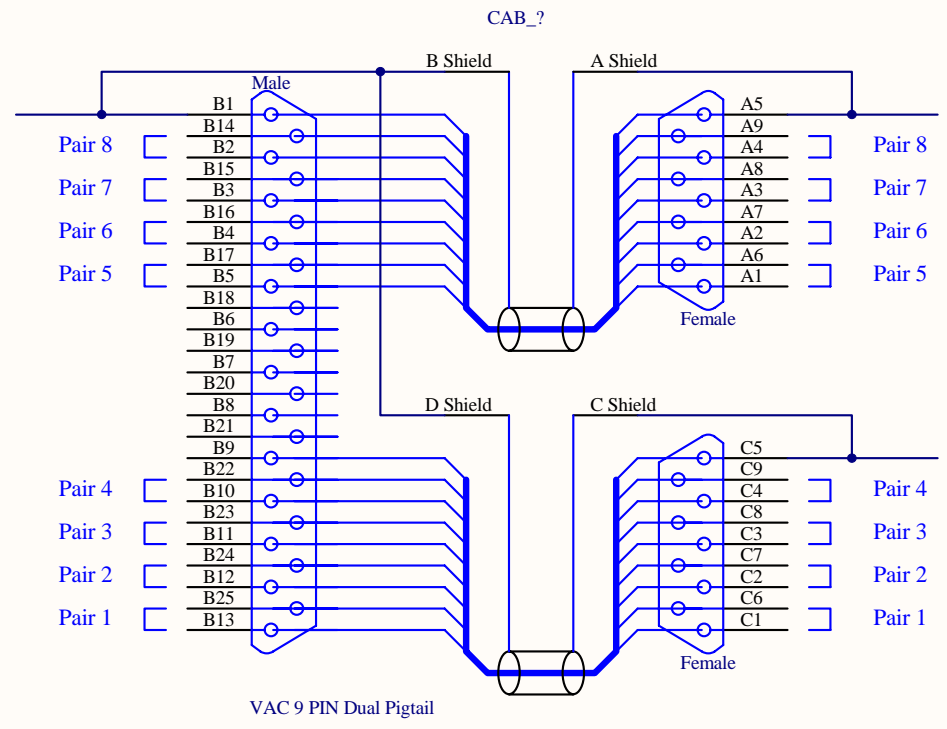 CAB_?
B Shield A Shield
Male
B1 A5
B14 A9
Pair 8 Pair 8
B2 A4
B15 A8
Pair 7 Pair 7
B3 A3
B16 A7
Pair 6 Pair 6
B4 A2
B17 A6
Pair 5 Pair 5
B5 A1
B18
B6 Female
B19
B7
B20
B8 D Shield C Shield
B21
B9 C5
B22 C9
Pair 4 Pair 4
B10 C4
B23 C8
Pair 3 Pair 3
B11 C3
B24 C7
Pair 2 Pair 2
B12 C2
B25 C6
Pair 1 Pair 1
B13 C1
Female
VAC 9 PIN Dual Pigtail